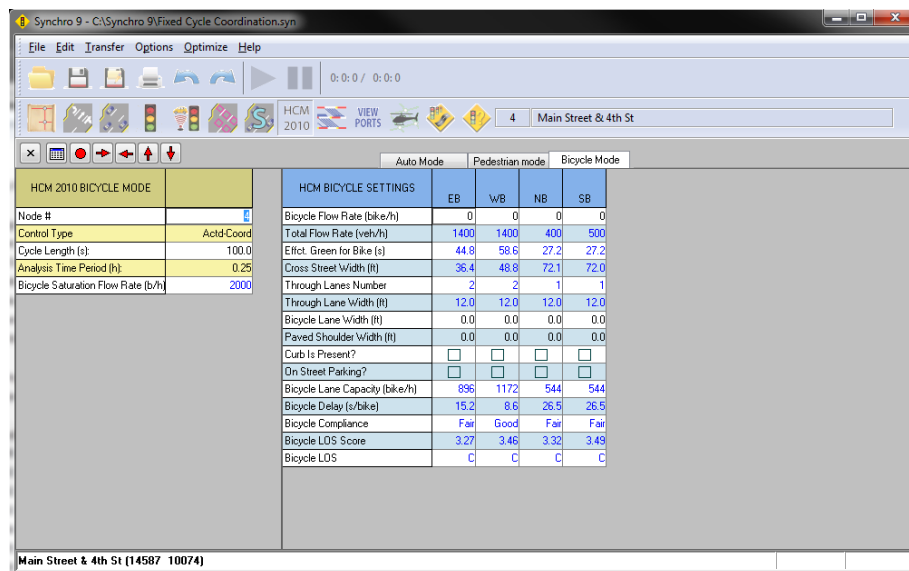 Synchro 9 - C:\Synchro 9\Fixed Cycle Coordination.syn
File Edit Transfer Options Optimize Help
0: 0: 0 / 0: 0: 0
HCM 2010 VIEW PORTS 4 Main Street & 4th St
Auto Mode Pedestrian mode Bicycle Mode
HCM 2010 BICYCLE MODE
Node # 4
Control Type Actd-Coord
Cycle Length (s): 100.0
Analysis Time Period (h): 0.25
Bicycle Saturation Flow Rate (b/h) 2000
HCM BICYCLE SETTINGS EB WB NB SB
Bicycle Flow Rate (bike/h) 0 0 0 0
Total Flow Rate (veh/h) 1400 1400 400 500
Effct. Green for Bike (s) 44.8 58.6 27.2 27.2
Cross Street Width (ft) 36.4 48.8 72.1 72.0
Through Lanes Number 2 2 1 1
Through Lane Width (ft) 12.0 12.0 12.0 12.0
Bicycle Lane Width (ft) 0.0 0.0 0.0 0.0
Paved Shoulder Width (ft) 0.0 0.0 0.0 0.0
Curb Is Present?
On Street Parking?
Bicycle Lane Capacity (bike/h) 896 1172 544 544
Bicycle Delay (s/bike) 15.2 8.6 26.5 26.5
Bicycle Compliance Fair Good Fair Fair
Bicycle LOS Score 3.27 3.46 3.32 3.49
Bicycle LOS C C C C
Main Street & 4th St (14587 10074)